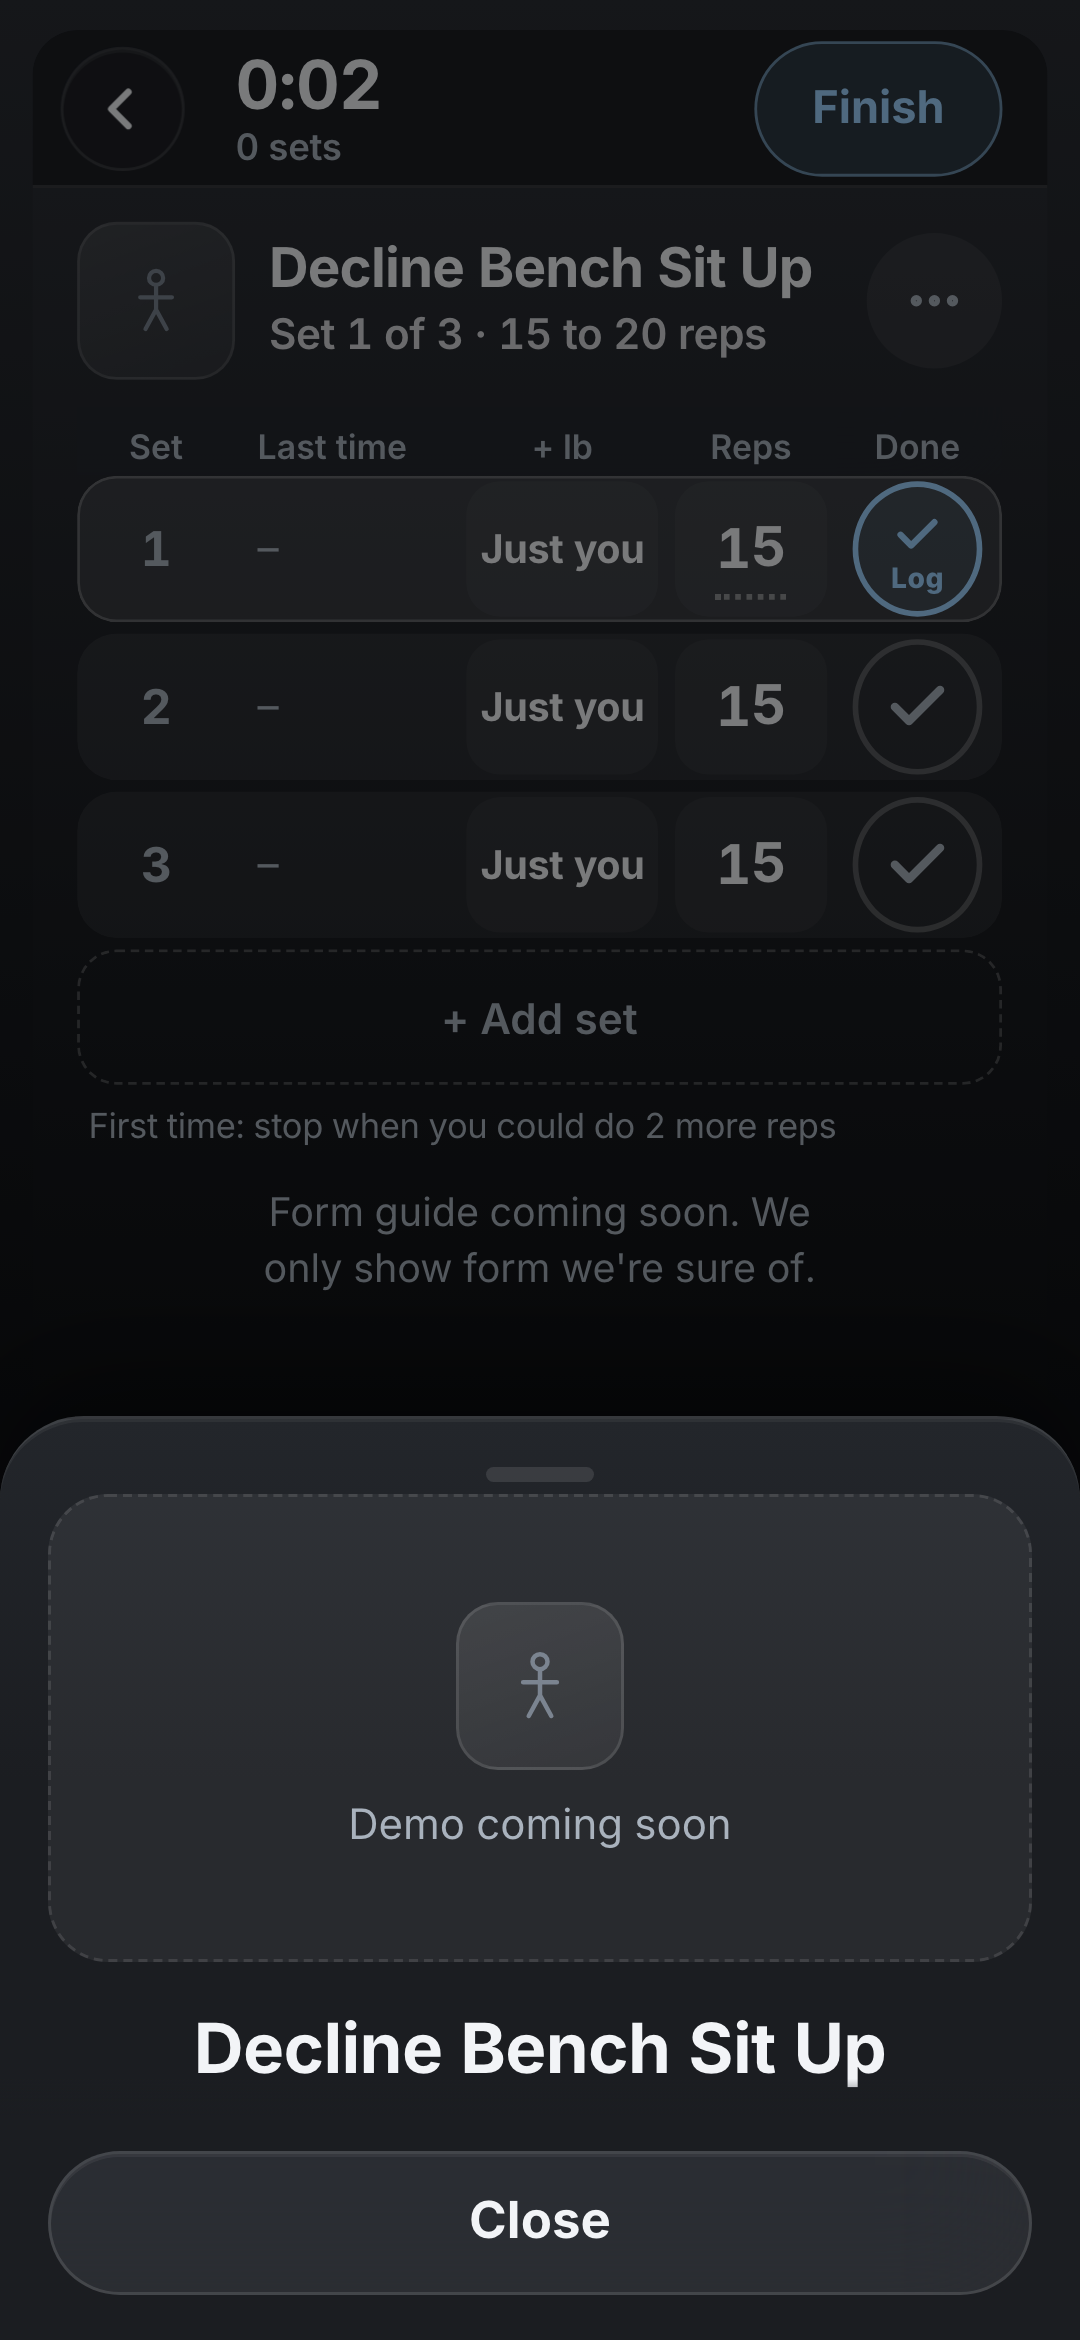 0:02
0 sets
Finish
Decline Bench Sit Up
Set 1 of 3 · 15 to 20 reps
Set Last time + lb Reps Done
1 – Just you 15 Log
2 – Just you 15
3 – Just you 15
+ Add set
First time: stop when you could do 2 more reps
Form guide coming soon. We
only show form we're sure of.
Demo coming soon
Decline Bench Sit Up
Close